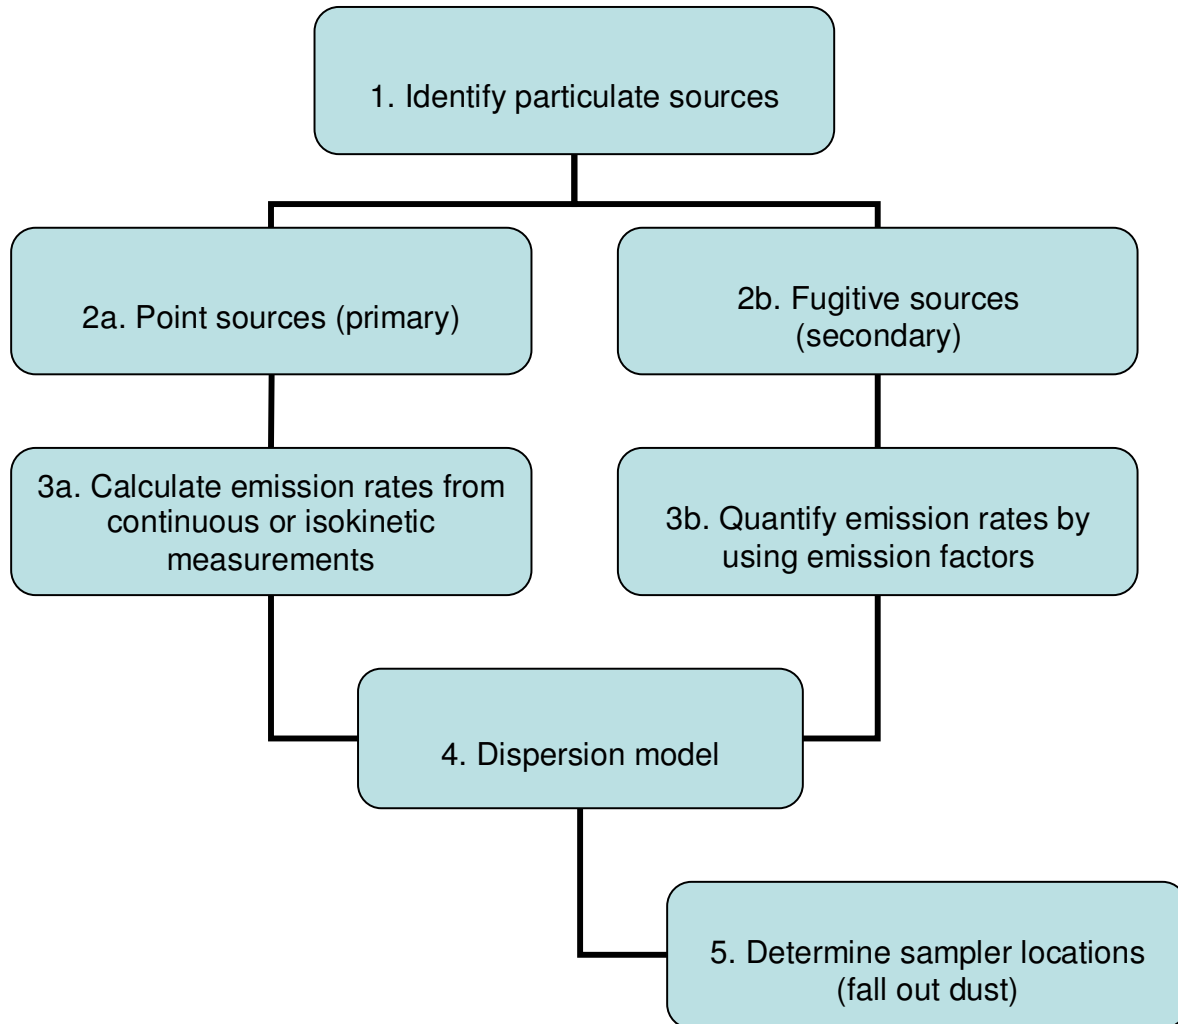 1. Identify particulate sources
2a. Point sources (primary)
2b. Fugitive sources
(secondary)
3a. Calculate emission rates from
continuous or isokinetic
measurements
3b. Quantify emission rates by
using emission factors
4. Dispersion model
5. Determine sampler locations
(fall out dust)